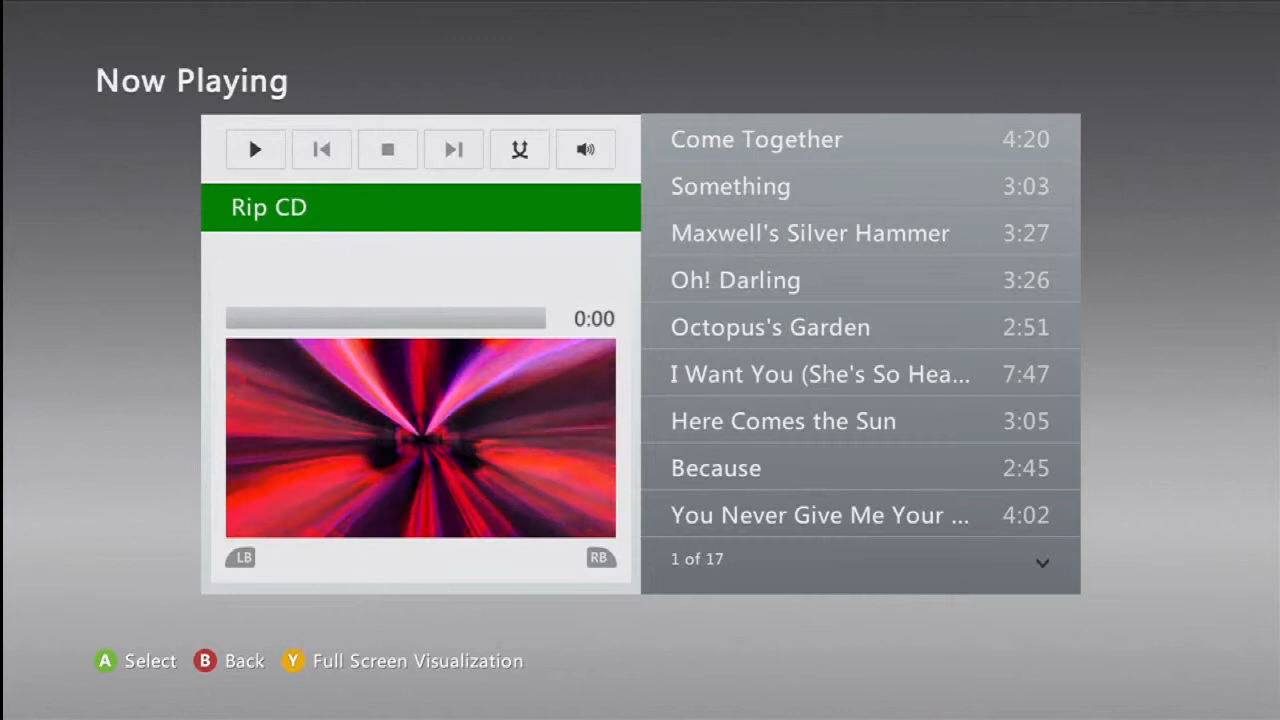 Now Playing
Rip CD
0:00
LB
RB
Come Together 4:20
Something 3:03
Maxwell's Silver Hammer 3:27
Oh! Darling 3:26
Octopus's Garden 2:51
I Want You (She's So Hea... 7:47
Here Comes the Sun 3:05
Because 2:45
You Never Give Me Your ... 4:02
1 of 17
A Select B Back Y Full Screen Visualization